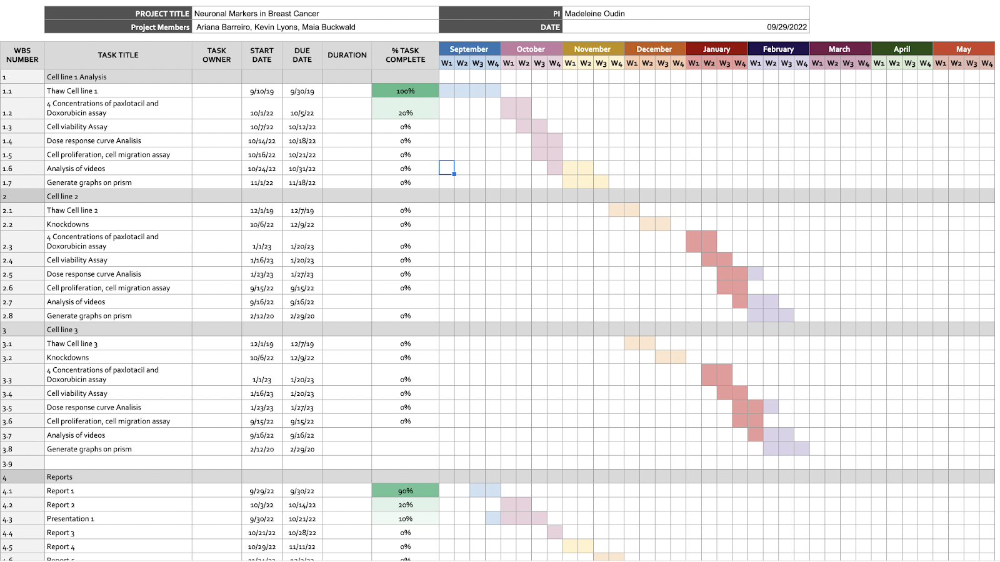 PROJECT TITLE Neuronal Markers in Breast Cancer PI Madeleine Oudin
Project Members Ariana Barreiro, Kevin Lyons, Maia Buckwald DATE 09/29/2022
WBS NUMBER TASK TITLE TASK OWNER START DATE DUE DATE DURATION % TASK COMPLETE September October November December January February March April May
W1 W2 W3 W4 W1 W2 W3 W4 W1 W2 W3 W4 W1 W2 W3 W4 W1 W2 W3 W4 W1 W2 W3 W4 W1 W2 W3 W4 W1 W2 W3 W4 W1 W2 W3 W4
1 Cell line 1 Analysis
1.1 Thaw Cell line 1 9/10/19 9/30/19 100%
1.2 4 Concentrations of paxlotacil and Doxorubicin assay 10/1/22 10/5/22 20%
1.3 Cell viability Assay 10/7/22 10/12/22 0%
1.4 Dose response curve Analisis 10/14/22 10/18/22 0%
1.5 Cell proliferation, cell migration assay 10/16/22 10/21/22 0%
1.6 Analysis of videos 10/24/22 10/31/22 0%
1.7 Generate graphs on prism 11/1/22 11/18/22 0%
2 Cell line 2
2.1 Thaw Cell line 2 12/1/19 12/7/19 0%
2.2 Knockdowns 10/6/22 12/9/22 0%
2.3 4 Concentrations of paxlotacil and Doxorubicin assay 1/1/23 1/20/23 0%
2.4 Cell viability Assay 1/16/23 1/20/23 0%
2.5 Dose response curve Analisis 1/23/23 1/27/23 0%
2.6 Cell proliferation, cell migration assay 9/15/22 9/15/22 0%
2.7 Analysis of videos 9/16/22 9/16/22
2.8 Generate graphs on prism 2/12/20 2/29/20 0%
3 Cell line 3
3.1 Thaw Cell line 3 12/1/19 12/7/19 0%
3.2 Knockdowns 10/6/22 12/9/22 0%
3.3 4 Concentrations of paxlotacil and Doxorubicin assay 1/1/23 1/20/23 0%
3.4 Cell viability Assay 1/16/23 1/20/23 0%
3.5 Dose response curve Analisis 1/23/23 1/27/23 0%
3.6 Cell proliferation, cell migration assay 9/15/22 9/15/22 0%
3.7 Analysis of videos 9/16/22 9/16/22
3.8 Generate graphs on prism 2/12/20 2/29/20
3.9
4 Reports
4.1 Report 1 9/29/22 9/30/22 90%
4.2 Report 2 10/3/22 10/14/22 20%
4.3 Presentation 1 9/30/22 10/21/22 10%
4.4 Report 3 10/21/22 10/28/22 0%
4.5 Report 4 10/29/22 11/11/22 0%